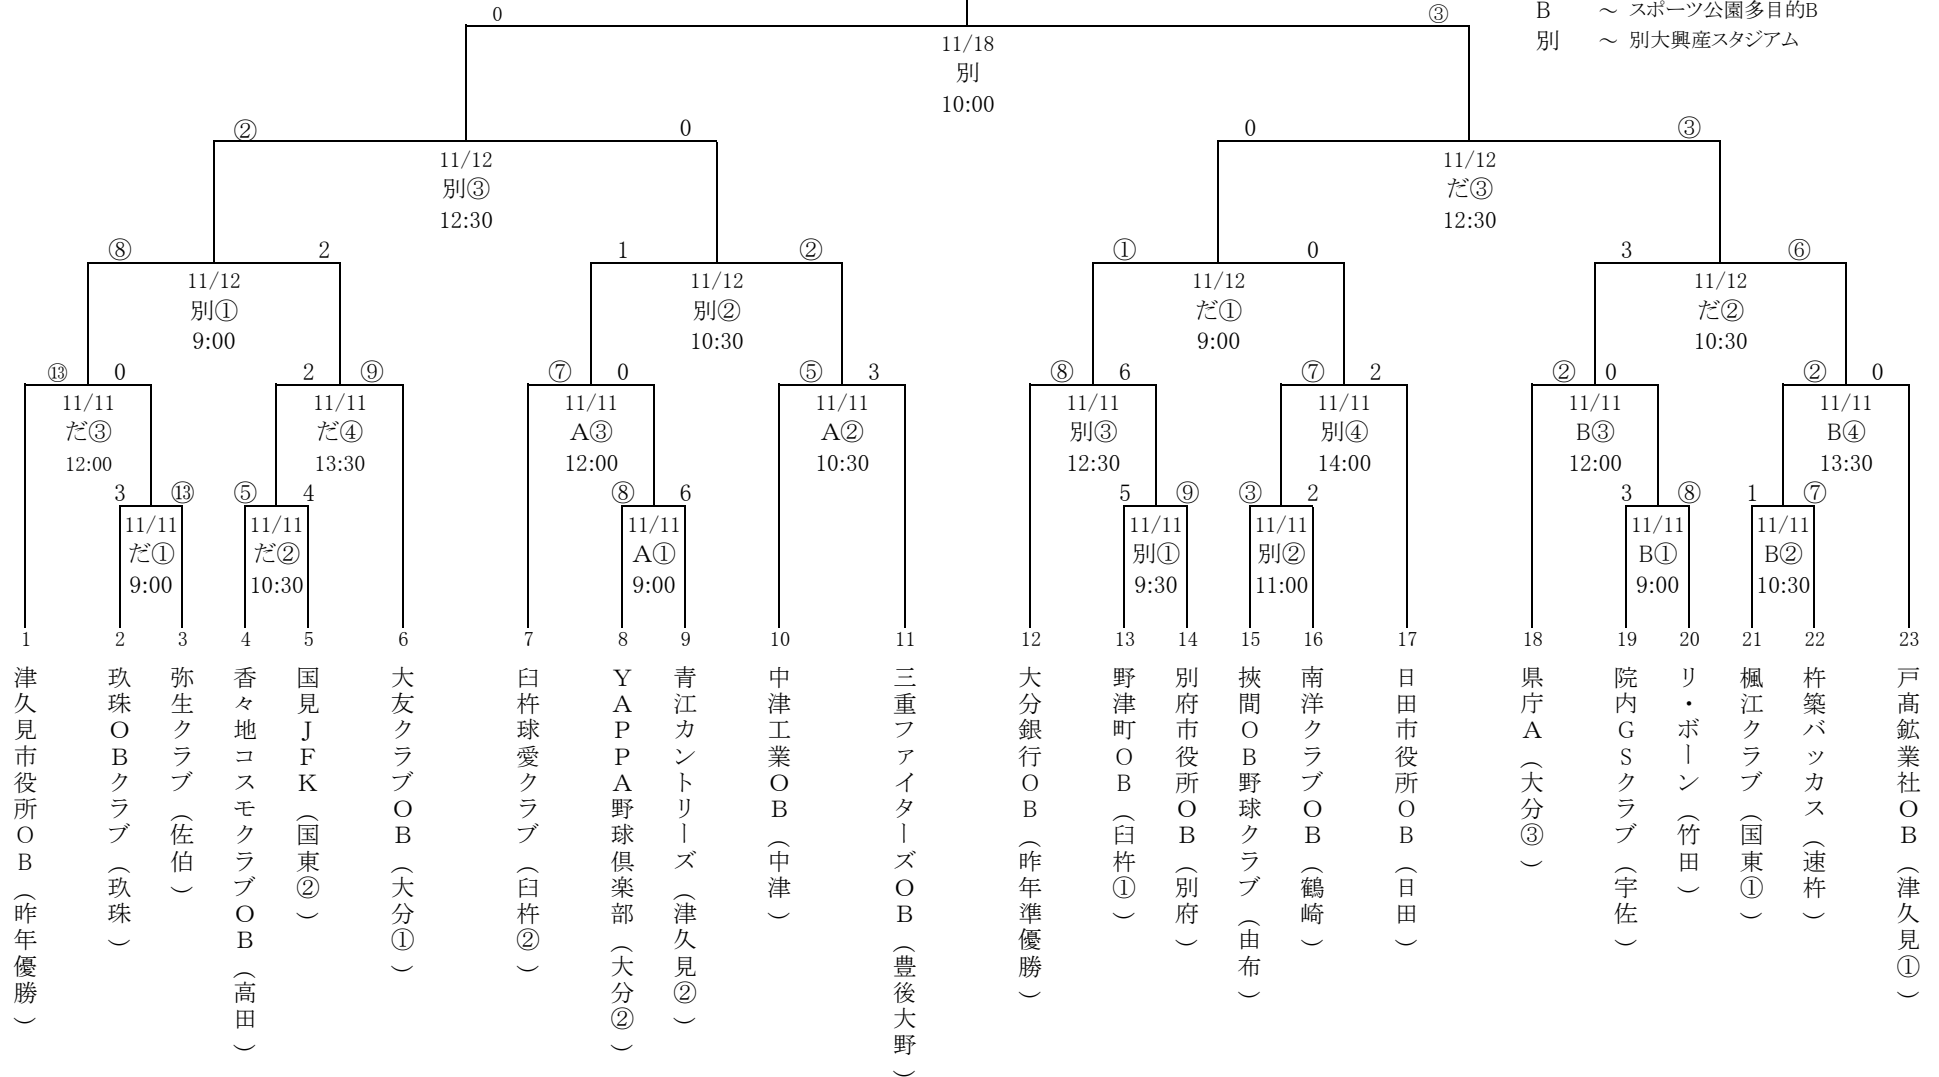 0 ③
B ～ スポーツ公園多目的B
別 ～ 別大興産スタジアム
11/18
別
10:00
② 0
0 ③
11/12
別③
12:30
11/12
だ③
12:30
⑧ 2
1 ②
① 0
3 ⑥
11/12
別①
9:00
11/12
別②
10:30
11/12
だ①
9:00
11/12
だ②
10:30
⑬ 0
2 ⑨
⑦ 0
⑤ 3
⑧ 6
⑦ 2
② 0
② 0
11/11
だ③
12:00
11/11
だ④
13:30
11/11
A③
12:00
11/11
A②
10:30
11/11
別③
12:30
11/11
別④
14:00
11/11
B③
12:00
11/11
B④
13:30
3 ⑬
⑤ 4
⑧ 6
5 ⑨
③ 2
3 ⑧
1 ⑦
11/11
だ①
9:00
11/11
だ②
10:30
11/11
A①
9:00
11/11
別①
9:30
11/11
別②
11:00
11/11
B①
9:00
11/11
B②
10:30
1
津久見市役所OB（昨年優勝）
2
玖珠OBクラブ（玖珠）
3
弥生クラブ（佐伯）
4
香々地コスモクラブOB（高田）
5
国見JFK（国東②）
6
大友クラブOB（大分①）
7
臼杵球愛クラブ（臼杵②）
8
YAPPA野球倶楽部（大分②）
9
青江カントリーズ（津久見②）
10
中津工業OB（中津）
11
三重ファイターズOB（豊後大野）
12
大分銀行OB（昨年準優勝）
13
野津町OB（臼杵①）
14
別府市役所OB（別府）
15
挾間OB野球クラブ（由布）
16
南洋クラブOB（鶴崎）
17
日田市役所OB（日田）
18
県庁A（大分③）
19
院内GSクラブ（宇佐）
20
リ・ボーン（竹田）
21
楓江クラブ（国東①）
22
杵築バッカス（速杵）
23
戸髙鉱業社OB（津久見①）